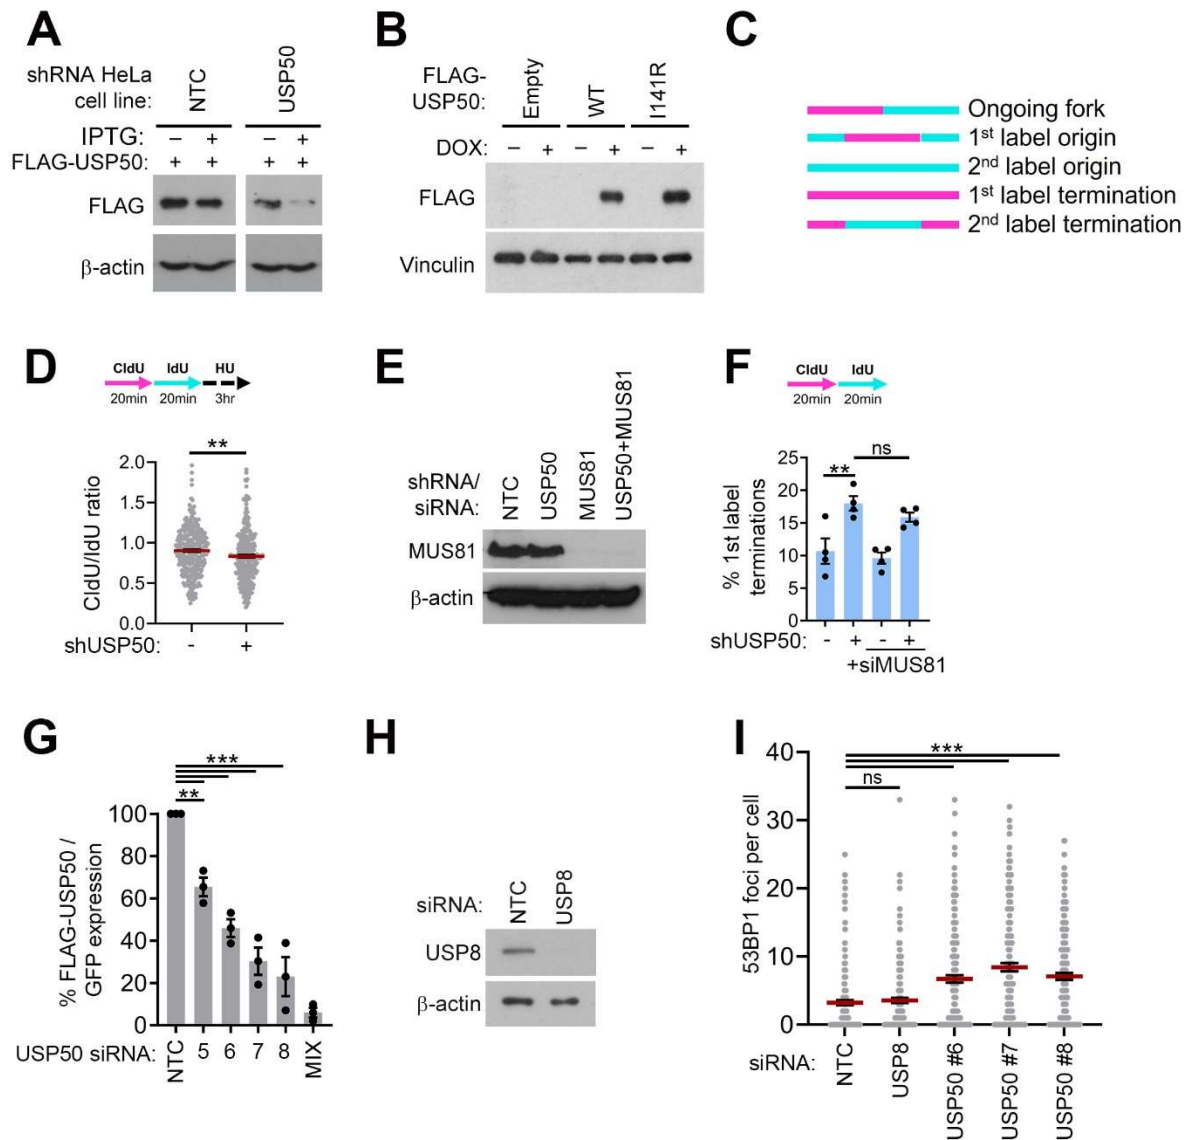 A
shRNA HeLa
cell line:
NTC
USP50
IPTG: – + – +
FLAG-USP50: + + + +
FLAG
β-actin
B
FLAG-
USP50:
Empty
WT
I141R
DOX: – + – + – +
FLAG
Vinculin
C
Ongoing fork
1st label origin
2nd label origin
1st label termination
2nd label termination
D
CldU IdU HU
20min 20min 3hr
**
CldU/IdU ratio
2.0
1.5
1.0
0.5
0.0
shUSP50: - +
E
shRNA/
siRNA:
NTC
USP50
MUS81
USP50+MUS81
MUS81
β-actin
F
CldU IdU
20min 20min
ns
**
% 1st label
terminations
25
20
15
10
5
0
shUSP50: - + - +
+siMUS81
G
***
**
% FLAG-USP50 /
GFP expression
100
80
60
40
20
0
USP50 siRNA: NTC 5 6 7 8 MIX
H
siRNA:
NTC
USP8
USP8
β-actin
I
***
ns
53BP1 foci per cell
40
30
20
10
0
siRNA:
NTC
USP8
USP50 #6
USP50 #7
USP50 #8